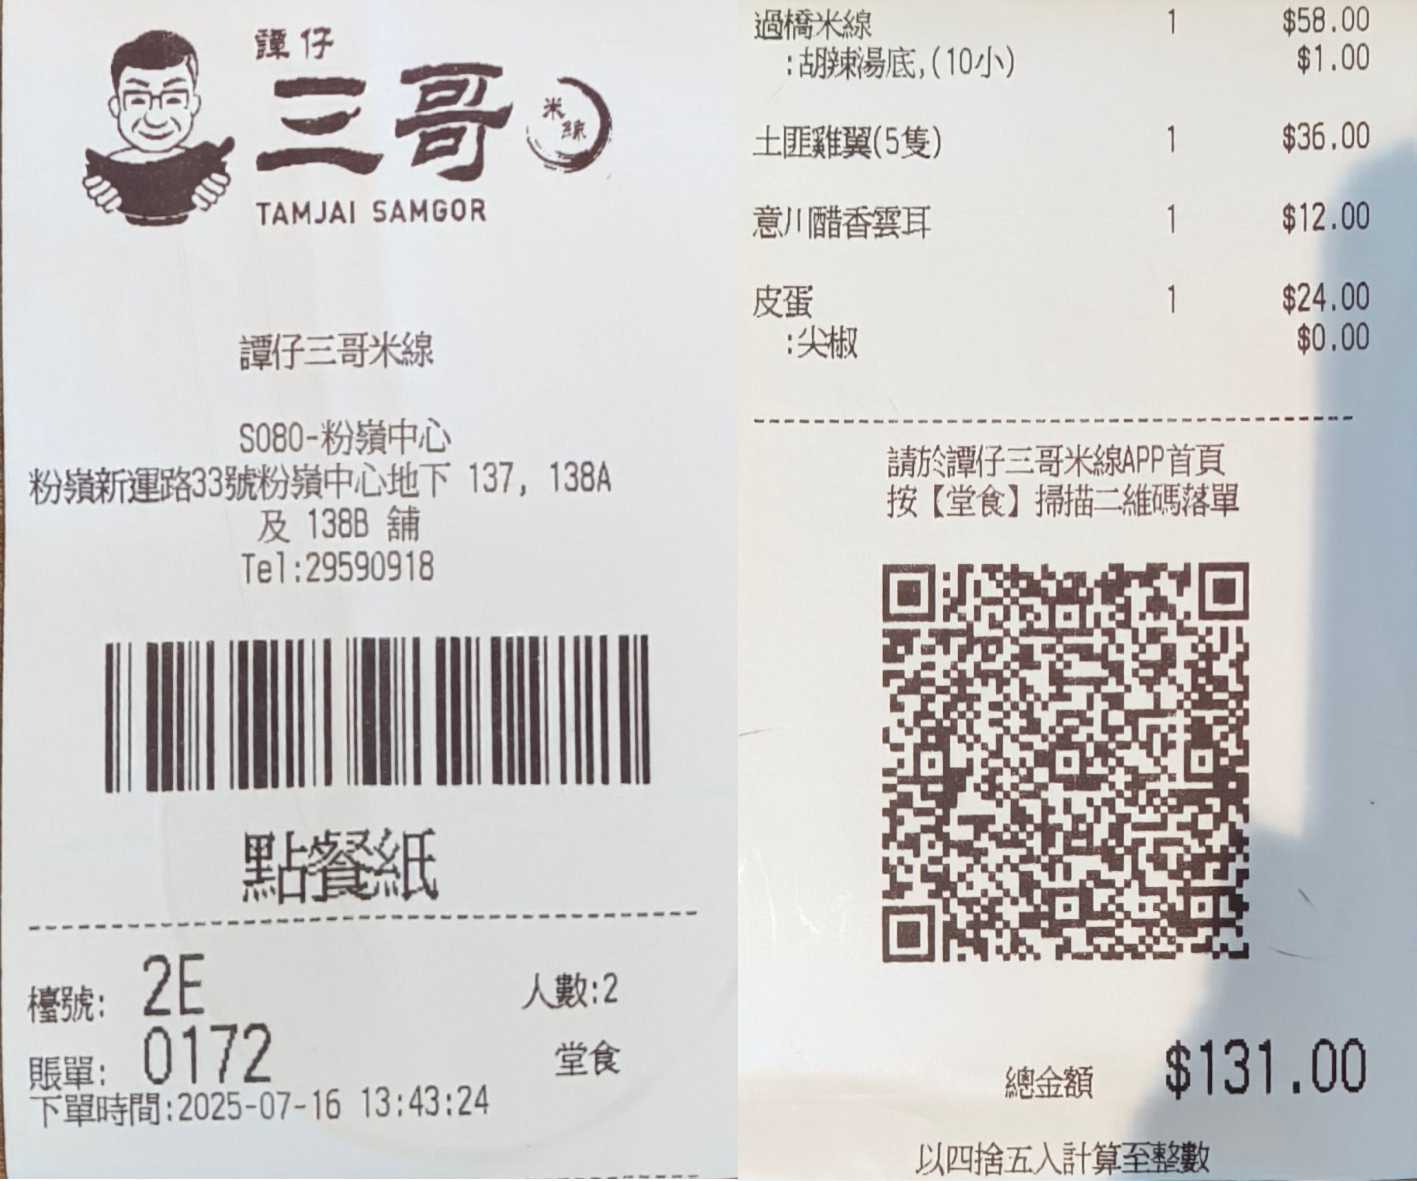 譚仔
三哥
米線
TAMJAI SAMGOR
譚仔三哥米線
S080-粉嶺中心
粉嶺新運路33號粉嶺中心地下 137, 138A
及 138B 舖
Tel:29590918
點餐紙
檯號: 2E 人數:2
賬單: 0172 堂食
下單時間:2025-07-16 13:43:24
過橋米線 1 $58.00
:胡辣湯底,(10小) $1.00
土匪雞翼(5隻) 1 $36.00
意川醋香雲耳 1 $12.00
皮蛋 1 $24.00
:尖椒 $0.00
請於譚仔三哥米線APP首頁
按【堂食】掃描二維碼落單
總金額 $131.00
以四捨五入計算至整數